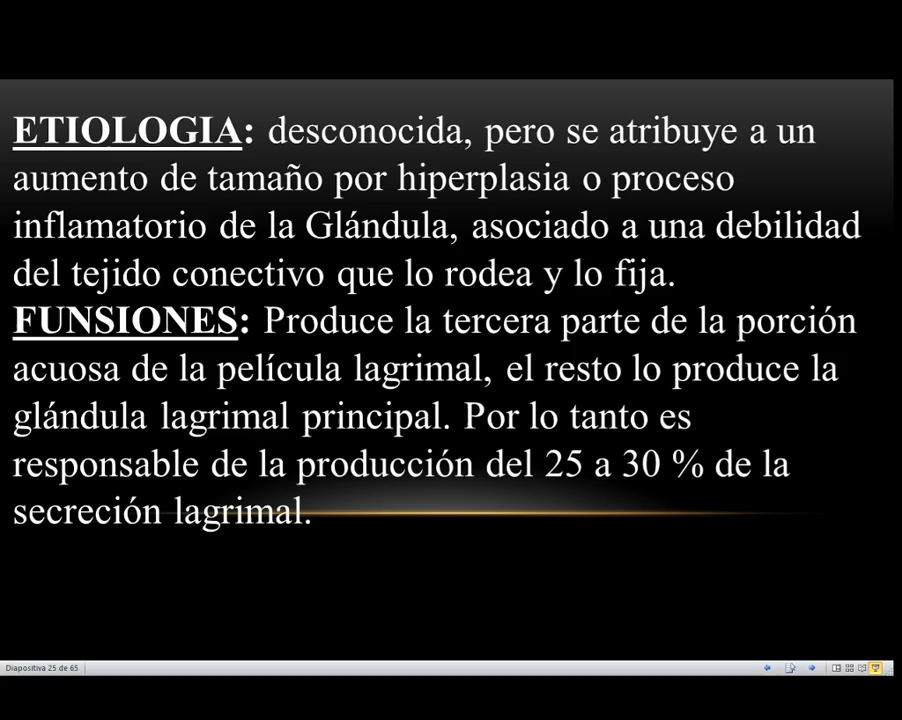 ETIOLOGIA: desconocida, pero se atribuye a un
aumento de tamaño por hiperplasia o proceso
inflamatorio de la Glándula, asociado a una debilidad
del tejido conectivo que lo rodea y lo fija.
FUNSIONES: Produce la tercera parte de la porción
acuosa de la película lagrimal, el resto lo produce la
glándula lagrimal principal. Por lo tanto es
responsable de la producción del 25 a 30 % de la
secreción lagrimal.
Diapositiva 25 de 65